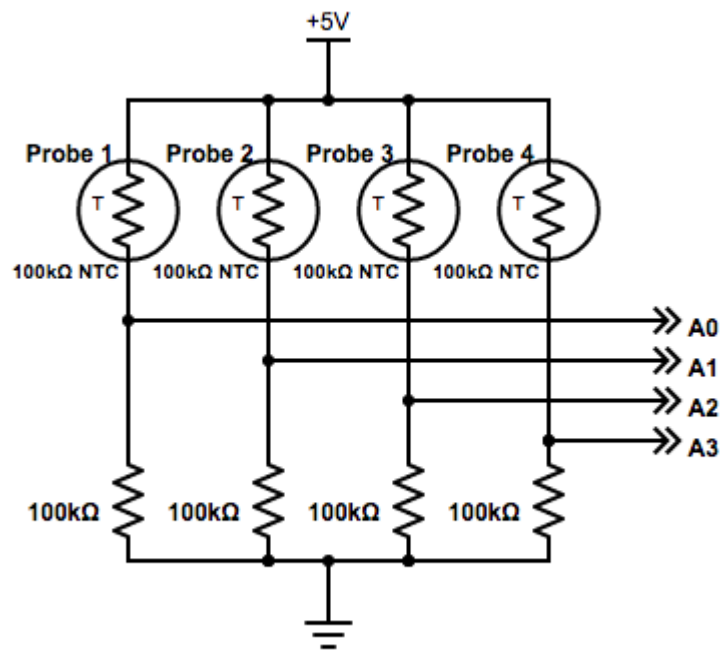 +5V
Probe 1 Probe 2 Probe 3 Probe 4
T T T T
100kΩ NTC 100kΩ NTC 100kΩ NTC 100kΩ NTC
A0
A1
A2
A3
100kΩ 100kΩ 100kΩ 100kΩ